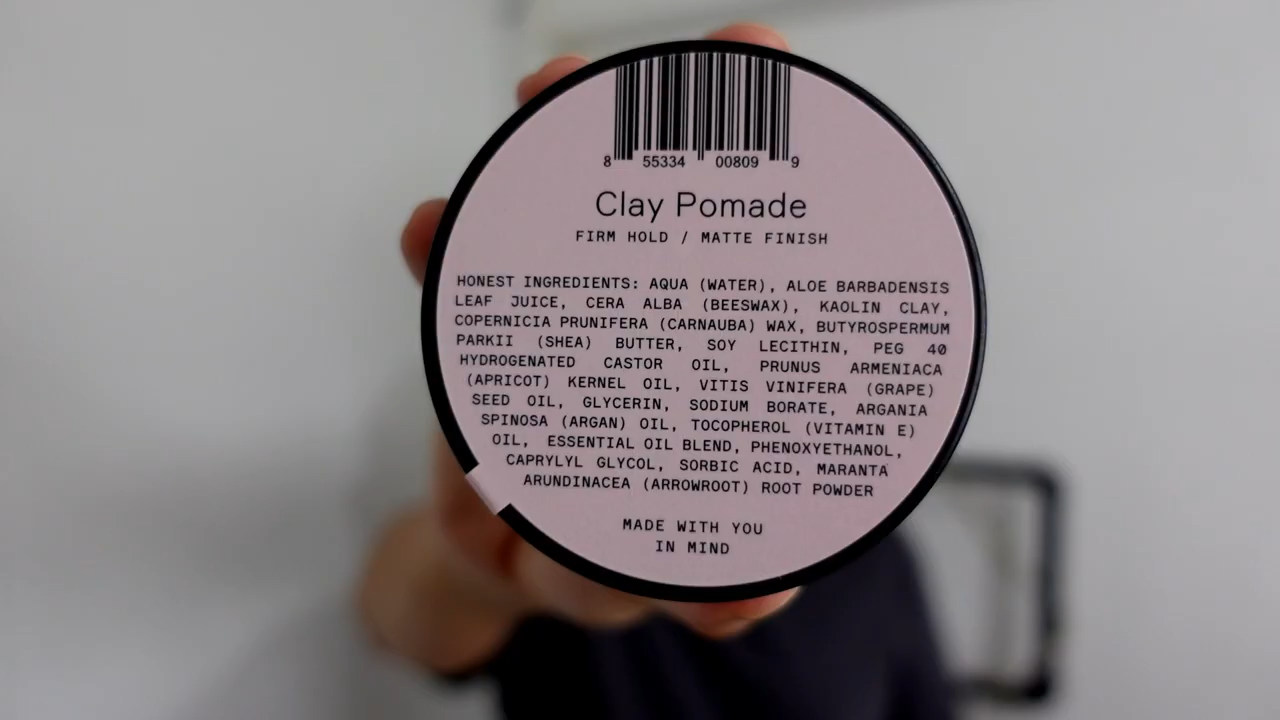 8 55334 00809 9
Clay Pomade
FIRM HOLD / MATTE FINISH
HONEST INGREDIENTS: AQUA (WATER), ALOE BARBADENSIS
LEAF JUICE, CERA ALBA (BEESWAX), KAOLIN CLAY,
COPERNICIA PRUNIFERA (CARNAUBA) WAX, BUTYROSPERMUM
PARKII (SHEA) BUTTER, SOY LECITHIN, PEG 40
HYDROGENATED CASTOR OIL, PRUNUS ARMENIACA
(APRICOT) KERNEL OIL, VITIS VINIFERA (GRAPE)
SEED OIL, GLYCERIN, SODIUM BORATE, ARGANIA
SPINOSA (ARGAN) OIL, TOCOPHEROL (VITAMIN E)
OIL, ESSENTIAL OIL BLEND, PHENOXYETHANOL,
CAPRYLYL GLYCOL, SORBIC ACID, MARANTA
ARUNDINACEA (ARROWROOT) ROOT POWDER
MADE WITH YOU
IN MIND